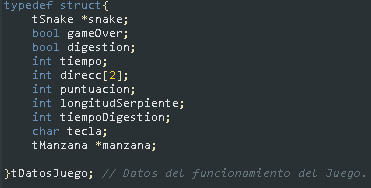 typedef struct{
    tSnake *snake;
    bool gameOver;
    bool digestion;
    int tiempo;
    int direcc[2];
    int puntuacion;
    int longitudSerpiente;
    int tiempoDigestion;
    char tecla;
    tManzana *manzana;

}tDatosJuego; // Datos del funcionamiento del Juego.